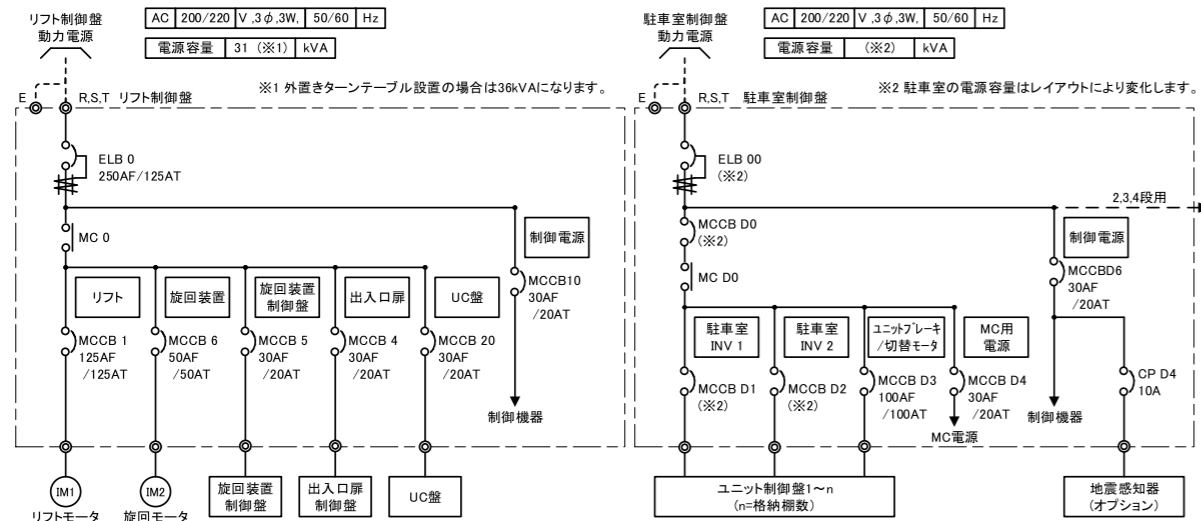 リフト制御盤
動力電源
AC 200/220 V ,3φ,3W, 50/60 Hz
電源容量 31 (※1) kVA
※1 外置きターンテーブル設置の場合は36kVAになります。
E R,S,T リフト制御盤
ELB 0
250AF/125AT
MC 0
制御電源
MCCB10
30AF
/20AT
制御機器
リフト
MCCB 1
125AF
/125AT
旋回装置
MCCB 6
50AF
/50AT
旋回装置
制御盤
MCCB 5
30AF
/20AT
出入口扉
MCCB 4
30AF
/20AT
UC盤
MCCB 20
30AF
/20AT
IM1
リフトモータ
IM2
旋回モータ
旋回装置
制御盤
出入口扉
制御盤
UC盤
駐車室制御盤
動力電源
AC 200/220 V ,3φ,3W, 50/60 Hz
電源容量 (※2) kVA
※2 駐車室の電源容量はレイアウトにより変化します。
E R,S,T 駐車室制御盤
ELB 00
(※2)
2,3,4段用
MCCB D0
(※2)
MC D0
制御電源
MCCBD6
30AF
/20AT
制御機器
CP D4
10A
駐車室
INV 1
MCCB D1
(※2)
駐車室
INV 2
MCCB D2
(※2)
ユニットブレーキ
/切替モータ
MCCB D3
100AF
/100AT
MC用
電源
MCCB D4
30AF
/20AT
MC電源
ユニット制御盤1～n
(n=格納棚数)
地震感知器
(オプション)